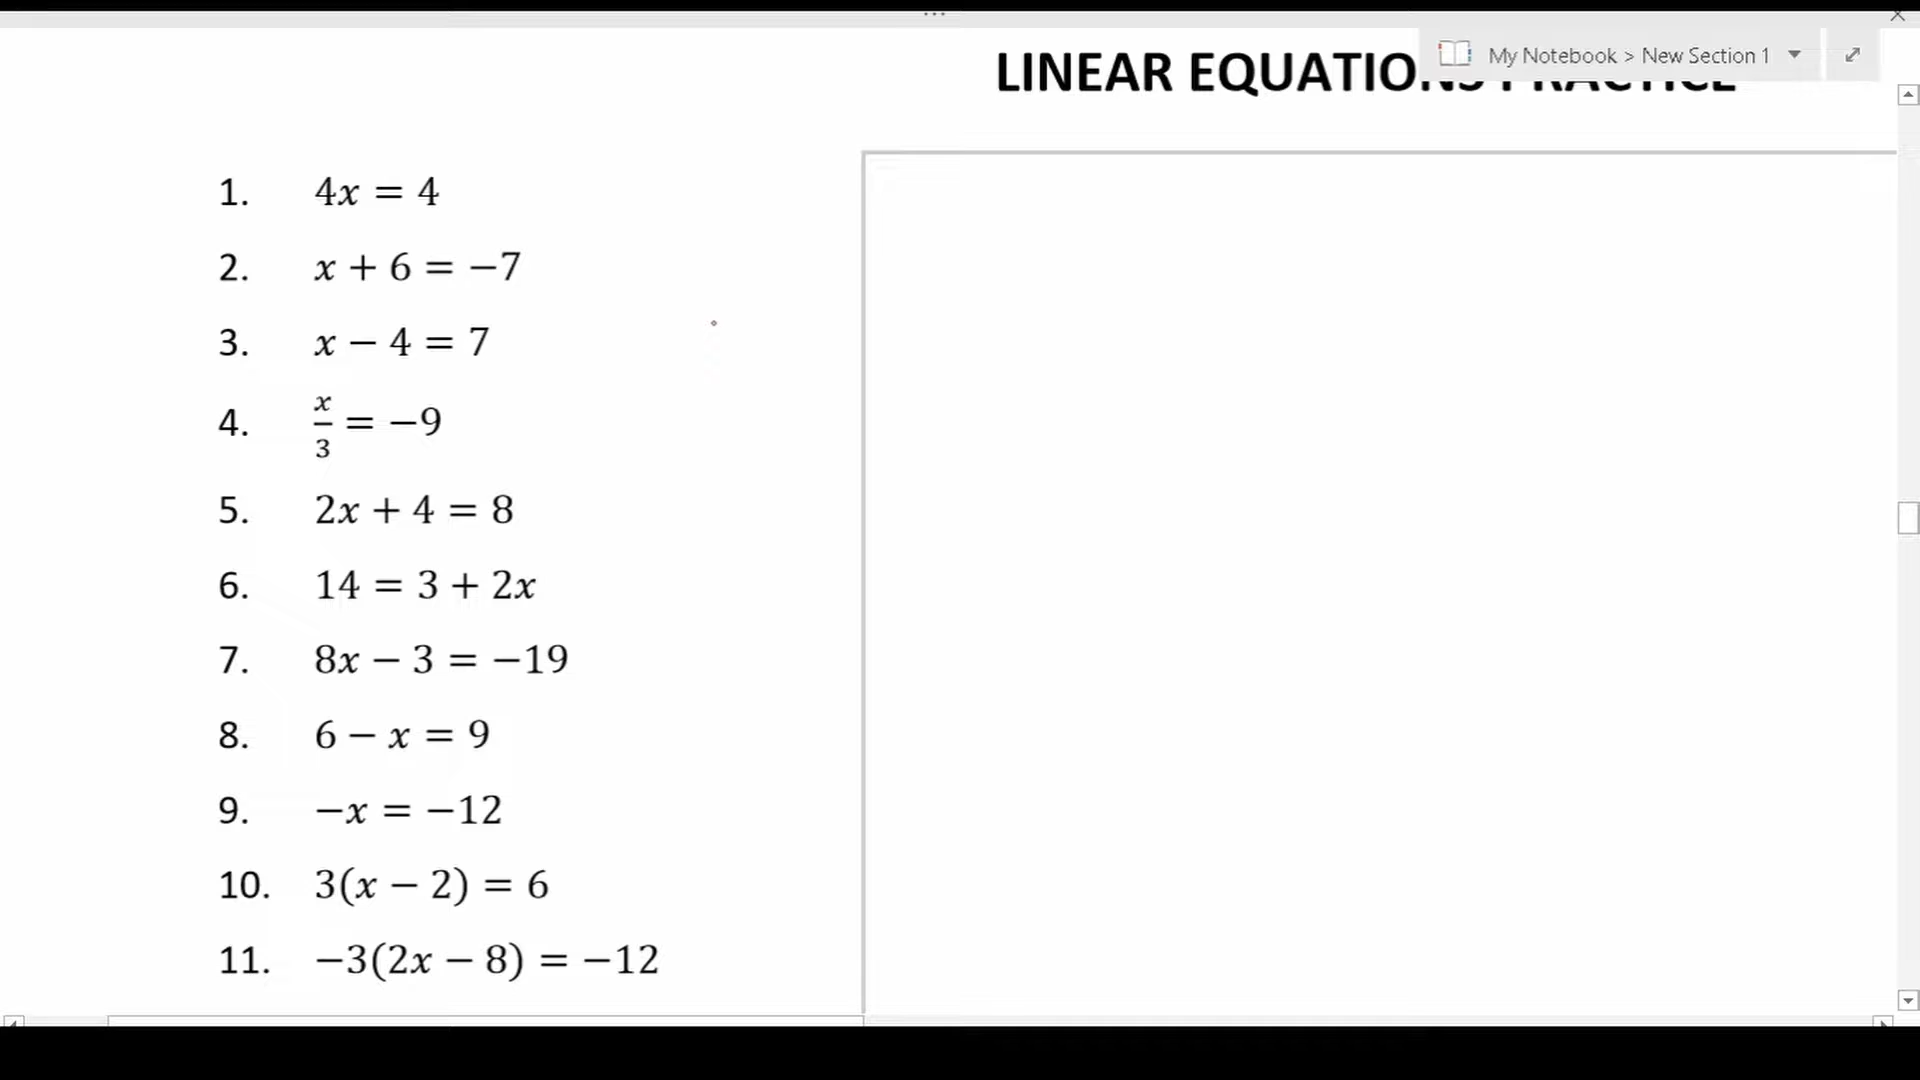 My Notebook > New Section 1
LINEAR EQUATIONS PRACTICE
1. 4x = 4
2. x + 6 = −7
3. x − 4 = 7
4. x/3 = −9
5. 2x + 4 = 8
6. 14 = 3 + 2x
7. 8x − 3 = −19
8. 6 − x = 9
9. −x = −12
10. 3(x − 2) = 6
11. −3(2x − 8) = −12